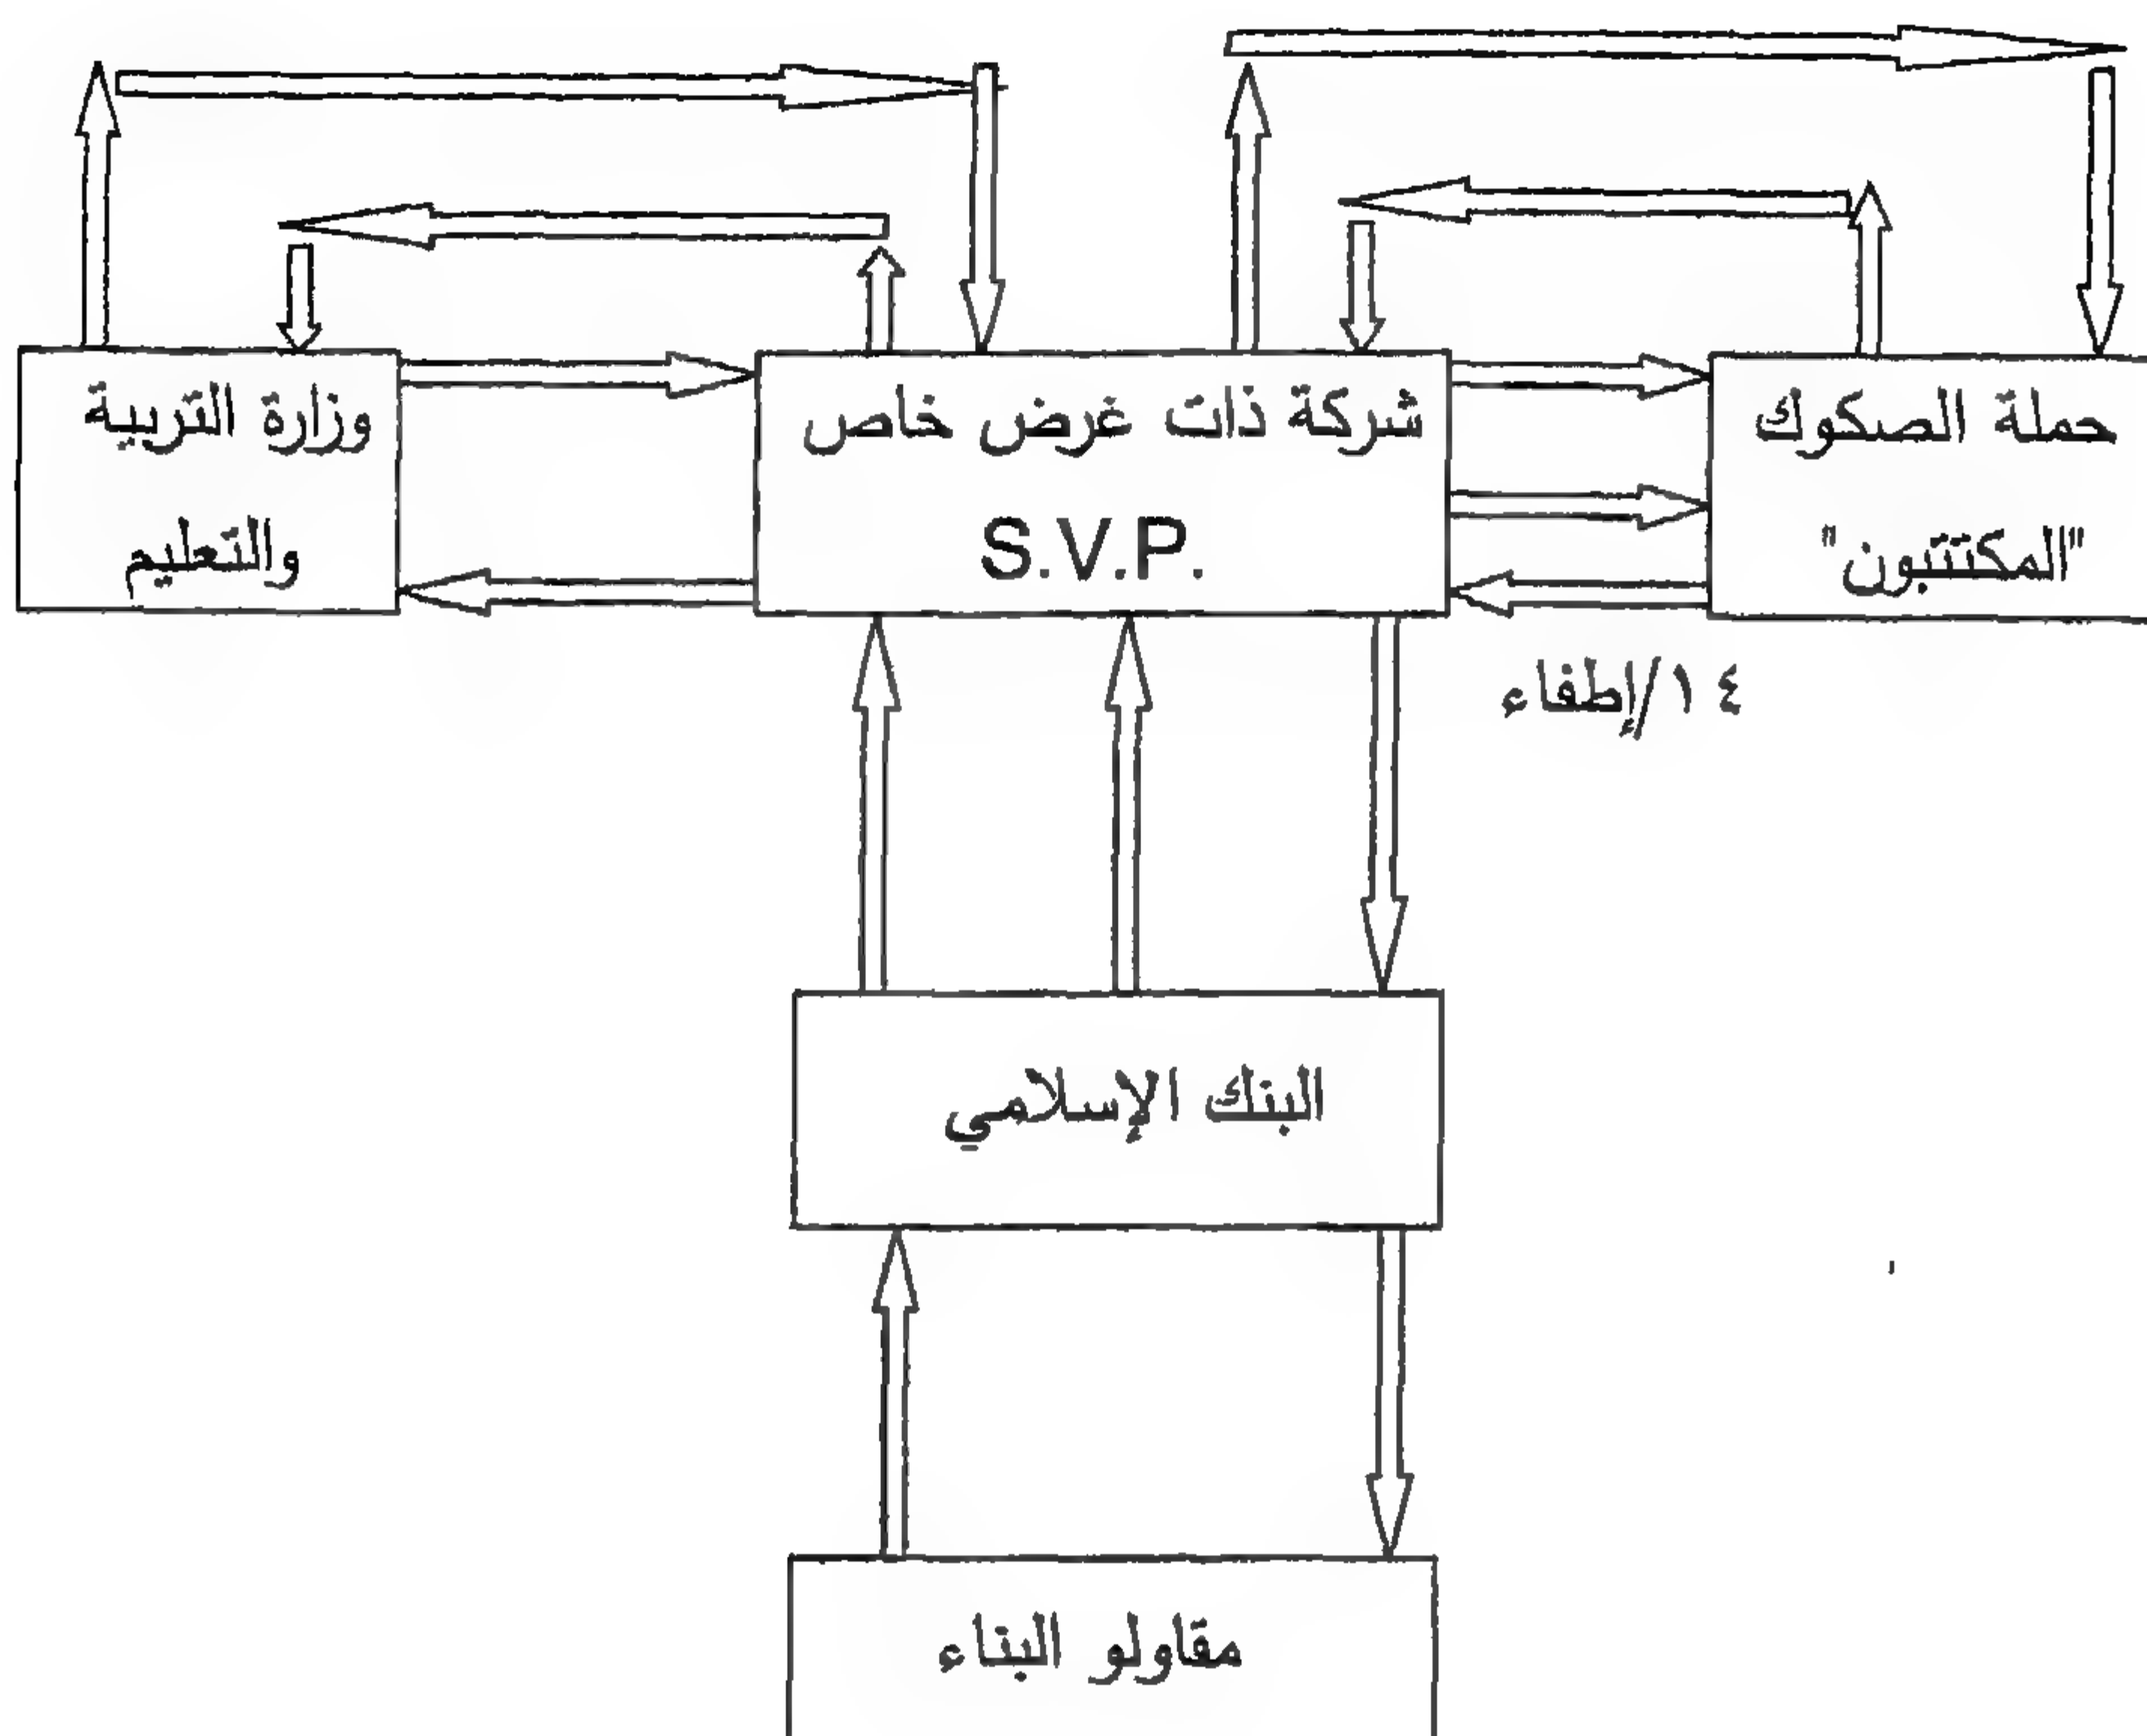 حملة الصكوك
"المكتتبون"
شركة ذات غرض خاص
S.V.P.
وزارة التربية
والتعليم
١٤/إطفاء
البنك الإسلامي
مقاولو البناء